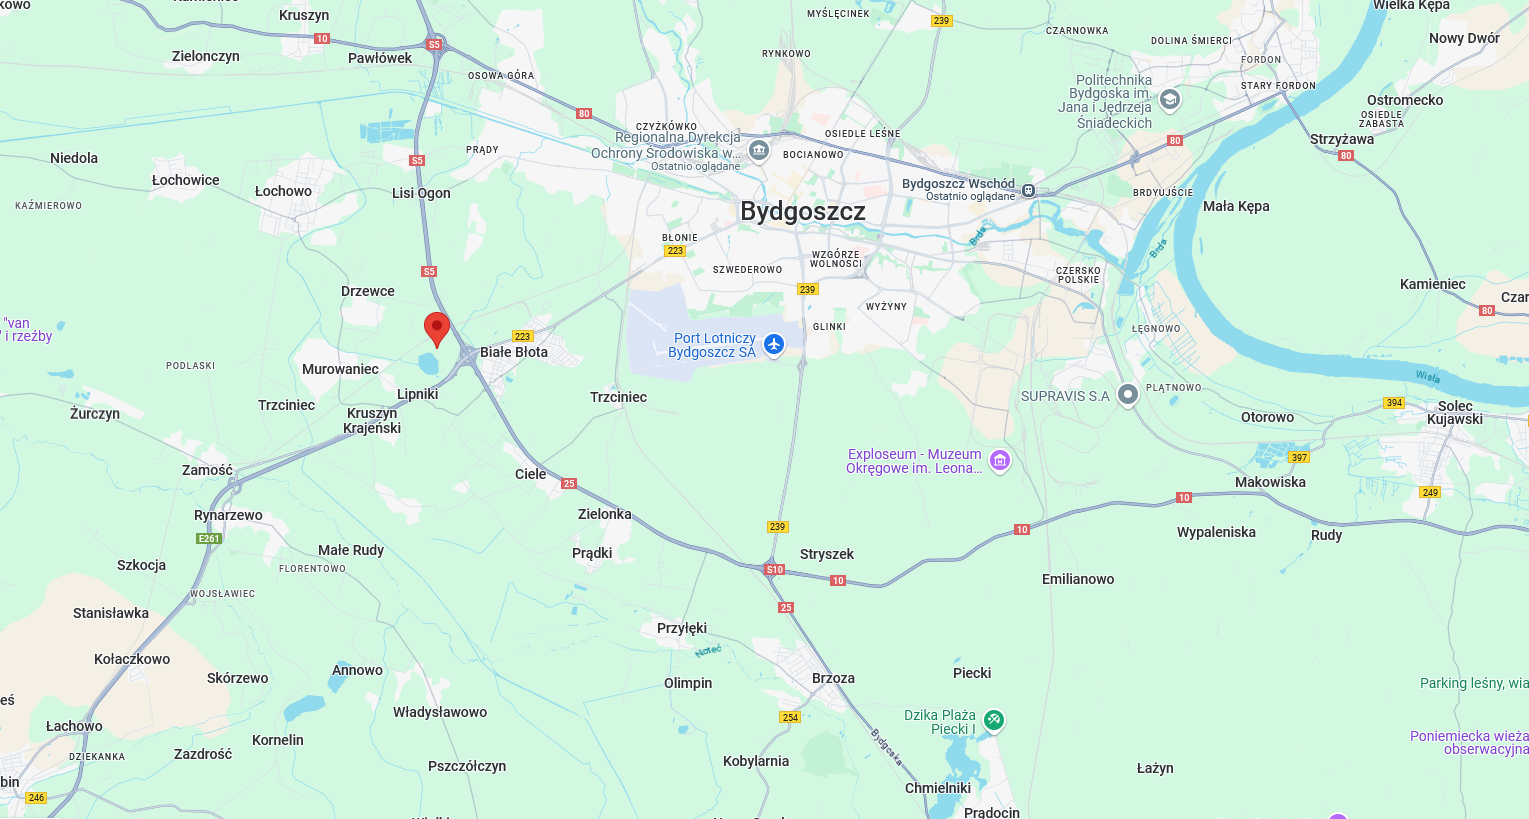 Wielka Kępa
Kruszyn
MYŚLĘCINEK
239
CZARNOWKA
10
S5
DOLINA ŚMIERCI
Nowy Dwór
Zielonczyn
Pawłówek
RYNKOWO
FORDON
OSOWA GÓRA
STARY FORDON
Politechnika
Bydgoska im.
Jana i Jędrzeja
Śniadeckich
Ostromecko
OSIEDLE
ZABASTA
80
CZYŻKÓWKO
OSIEDLE LEŚNE
Regionalna Dyrekcja
Ochrony Środowiska w...
Ostatnio oglądane
80
Strzyżawa
80
PRĄDY
BOCIANOWO
Niedola
S5
Łochowice
Łochowo
Lisi Ogon
Bydgoszcz Wschód
Ostatnio oglądane
BRDYUJŚCIE
KAŹMIEROWO
Bydgoszcz
Mała Kępa
BŁONIE
223
Brda
Brda
WZGÓRZE
WOLNOŚCI
SZWEDEROWO
S5
CZERSKO
POLSKIE
Drzewce
239
Kamieniec
WYŻYNY
80
"van
i rzeźby
GLINKI
ŁĘGNOWO
223
Białe Błota
Port Lotniczy
Bydgoszcz SA
PODLASKI
Murowaniec
Wisła
Lipniki
Trzciniec
SUPRAVIS S.A
PLĄTNOWO
Trzciniec
394
Żurczyn
Kruszyn
Krajeński
Otorowo
Solec
Kujawski
Exploseum - Muzeum
Okręgowe im. Leona...
397
Zamość
Ciele
25
Makowiska
249
10
Rynarzewo
Zielonka
239
10
Wypaleniska
Rudy
E261
Małe Rudy
Prądki
Stryszek
Szkocja
FLORENTOWO
S10
10
Emilianowo
WOJSŁAWIEC
25
Stanisławka
Przyłęki
Noteć
Kołaczkowo
Annowo
Skórzewo
Olimpin
Brzoza
Piecki
Parking leśny, wia
Władysławowo
254
Dzika Plaża
Piecki I
Łachowo
Kornelin
Bydgoska
Poniemiecka wieża
obserwacyjna
DZIEKANKA
Zazdrość
Pszczółczyn
Kobylarnia
Łażyn
246
Chmielniki
Prądocin